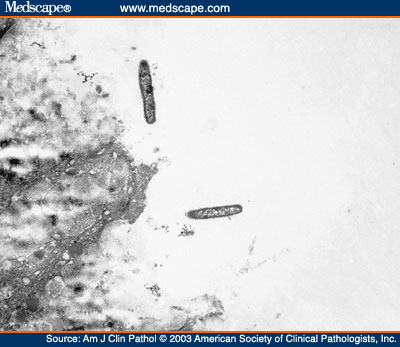 Medscape® www.medscape.com
Source: Am J Clin Pathol © 2003 American Society of Clinical Pathologists, Inc.